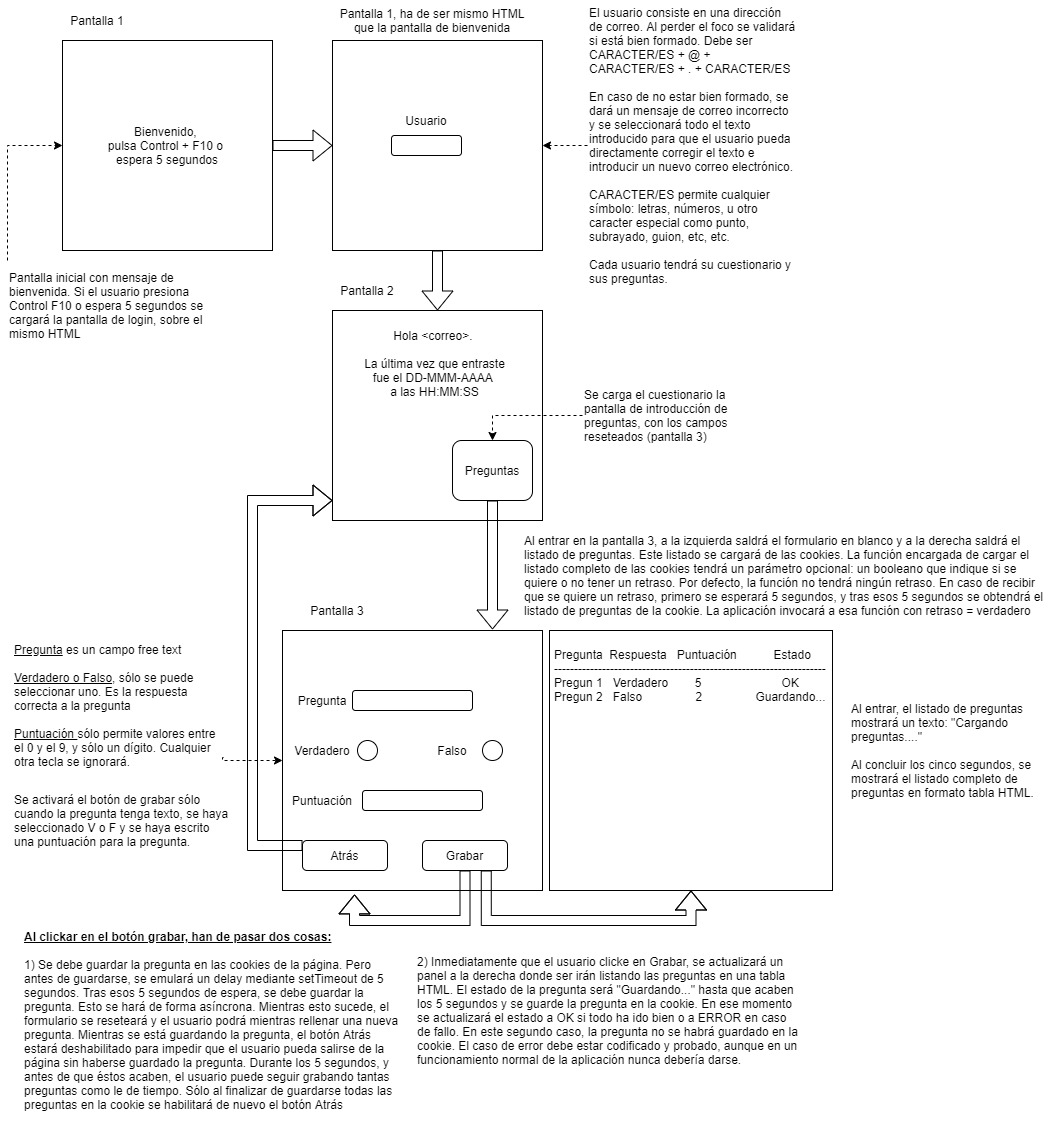 Pantalla 1
Bienvenido,
pulsa Control + F10 o
espera 5 segundos
Pantalla inicial con mensaje de
bienvenida. Si el usuario presiona
Control F10 o espera 5 segundos se
cargará la pantalla de login, sobre el
mismo HTML
Pantalla 1, ha de ser mismo HTML
que la pantalla de bienvenida
Usuario
El usuario consiste en una dirección
de correo. Al perder el foco se validará
si está bien formado. Debe ser
CARACTER/ES + @ +
CARACTER/ES + . + CARACTER/ES
En caso de no estar bien formado, se
dará un mensaje de correo incorrecto
y se seleccionará todo el texto
introducido para que el usuario pueda
directamente corregir el texto e
introducir un nuevo correo electrónico.
CARACTER/ES permite cualquier
símbolo: letras, números, u otro
caracter especial como punto,
subrayado, guion, etc, etc.
Cada usuario tendrá su cuestionario y
sus preguntas.
Pantalla 2
Hola <correo>.
La última vez que entraste
fue el DD-MMM-AAAA
a las HH:MM:SS
Preguntas
Se carga el cuestionario la
pantalla de introducción de
preguntas, con los campos
reseteados (pantalla 3)
Al entrar en la pantalla 3, a la izquierda saldrá el formulario en blanco y a la derecha saldrá el
listado de preguntas. Este listado se cargará de las cookies. La función encargada de cargar el
listado completo de las cookies tendrá un parámetro opcional: un booleano que indique si se
quiere o no tener un retraso. Por defecto, la función no tendrá ningún retraso. En caso de recibir
que se quiere un retraso, primero se esperará 5 segundos, y tras esos 5 segundos se obtendrá el
listado de preguntas de la cookie. La aplicación invocará a esa función con retraso = verdadero
Pantalla 3
Pregunta es un campo free text
Verdadero o Falso, sólo se puede
seleccionar uno. Es la respuesta
correcta a la pregunta
Puntuación sólo permite valores entre
el 0 y el 9, y sólo un dígito. Cualquier
otra tecla se ignorará.
Se activará el botón de grabar sólo
cuando la pregunta tenga texto, se haya
seleccionado V o F y se haya escrito
una puntuación para la pregunta.
Pregunta
Verdadero Falso
Puntuación
Atrás Grabar
Pregunta Respuesta Puntuación Estado
Pregun 1 Verdadero 5 OK
Pregun 2 Falso 2 Guardando...
Al entrar, el listado de preguntas
mostrará un texto: "Cargando
preguntas...."
Al concluir los cinco segundos, se
mostrará el listado completo de
preguntas en formato tabla HTML.
Al clickar en el botón grabar, han de pasar dos cosas:
1) Se debe guardar la pregunta en las cookies de la página. Pero
antes de guardarse, se emulará un delay mediante setTimeout de 5
segundos. Tras esos 5 segundos de espera, se debe guardar la
pregunta. Esto se hará de forma asíncrona. Mientras esto sucede, el
formulario se reseteará y el usuario podrá mientras rellenar una nueva
pregunta. Mientras se está guardando la pregunta, el botón Atrás
estará deshabilitado para impedir que el usuario pueda salirse de la
página sin haberse guardado la pregunta. Durante los 5 segundos, y
antes de que éstos acaben, el usuario puede seguir grabando tantas
preguntas como le de tiempo. Sólo al finalizar de guardarse todas las
preguntas en la cookie se habilitará de nuevo el botón Atrás
2) Inmediatamente que el usuario clicke en Grabar, se actualizará un
panel a la derecha donde ser irán listando las preguntas en una tabla
HTML. El estado de la pregunta será "Guardando..." hasta que acaben
los 5 segundos y se guarde la pregunta en la cookie. En ese momento
se actualizará el estado a OK si todo ha ido bien o a ERROR en caso
de fallo. En este segundo caso, la pregunta no se habrá guardado en la
cookie. El caso de error debe estar codificado y probado, aunque en un
funcionamiento normal de la aplicación nunca debería darse.